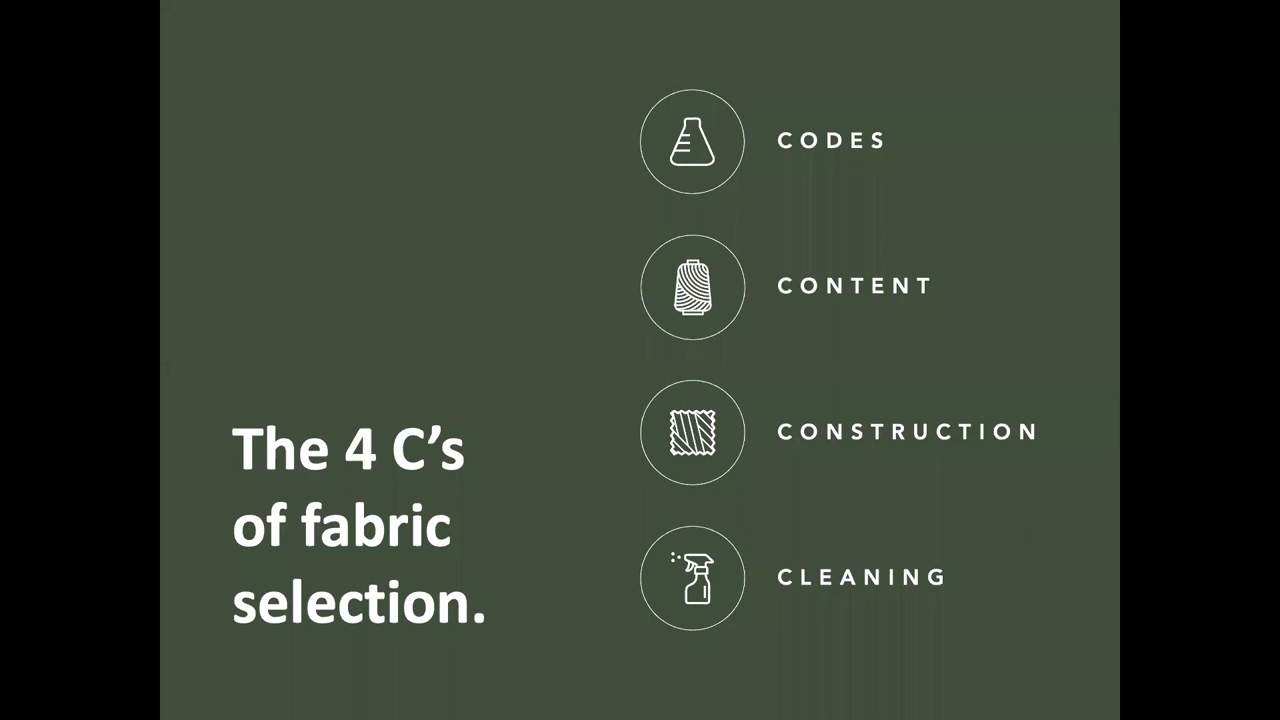 The 4 C’s
of fabric
selection.
CODES
CONTENT
CONSTRUCTION
CLEANING